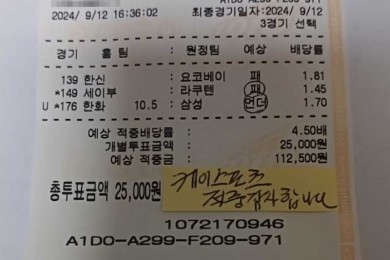 A1D0-A299-F209-971
2024/ 9/12 16:36:02 최종경기일자:2024/ 9/12
3경기 선택
경기 홈 팀 : 원정팀 예상 배당률
139 한신 : 요코베이 패 1.81
*149 세이부 : 라쿠텐 패 1.45
U *176 한화 10.5 : 삼성 언더 1.70
예상 적중배당률 : 4.50배
개별투표금액 : 25,000원
예상 적중금 : 112,500원
총투표금액 25,000원
케이스포츠
적중감사합니다
1072170946
A1D0-A299-F209-971